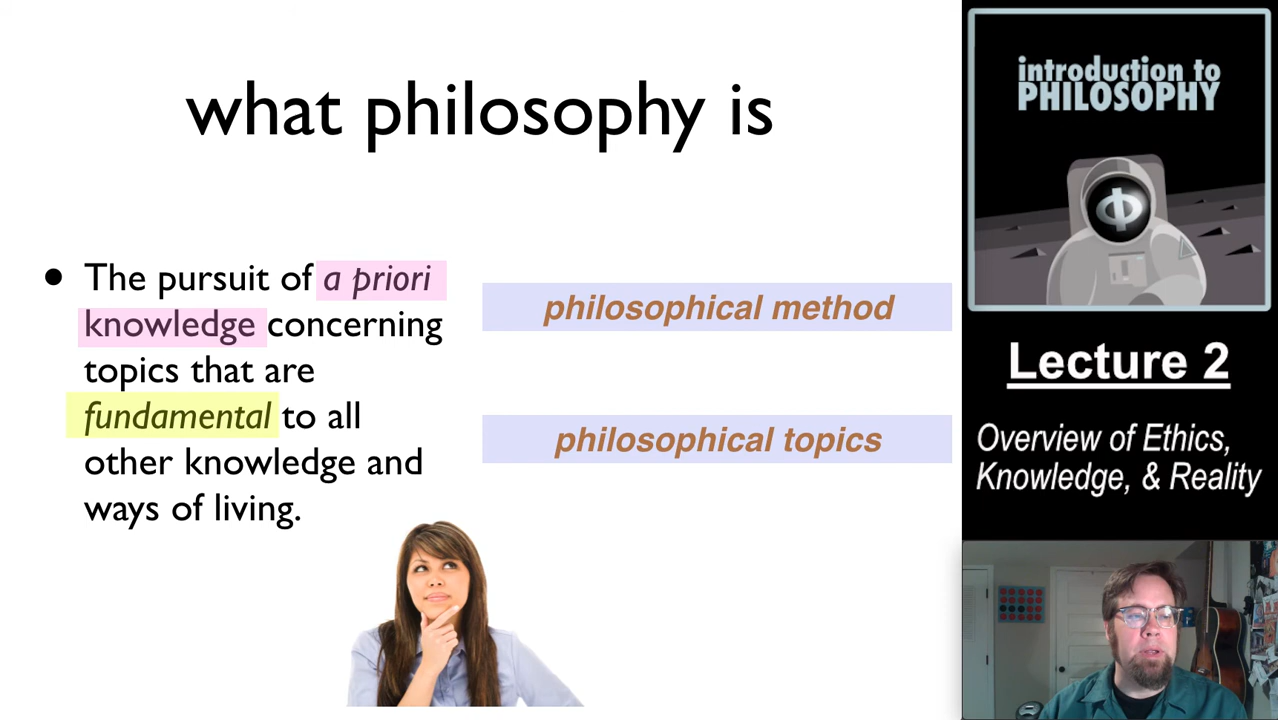 what philosophy is
• The pursuit of a priori
knowledge concerning
topics that are
fundamental to all
other knowledge and
ways of living.
philosophical method
philosophical topics
introduction to
PHILOSOPHY
Φ
Lecture 2
Overview of Ethics,
Knowledge, & Reality